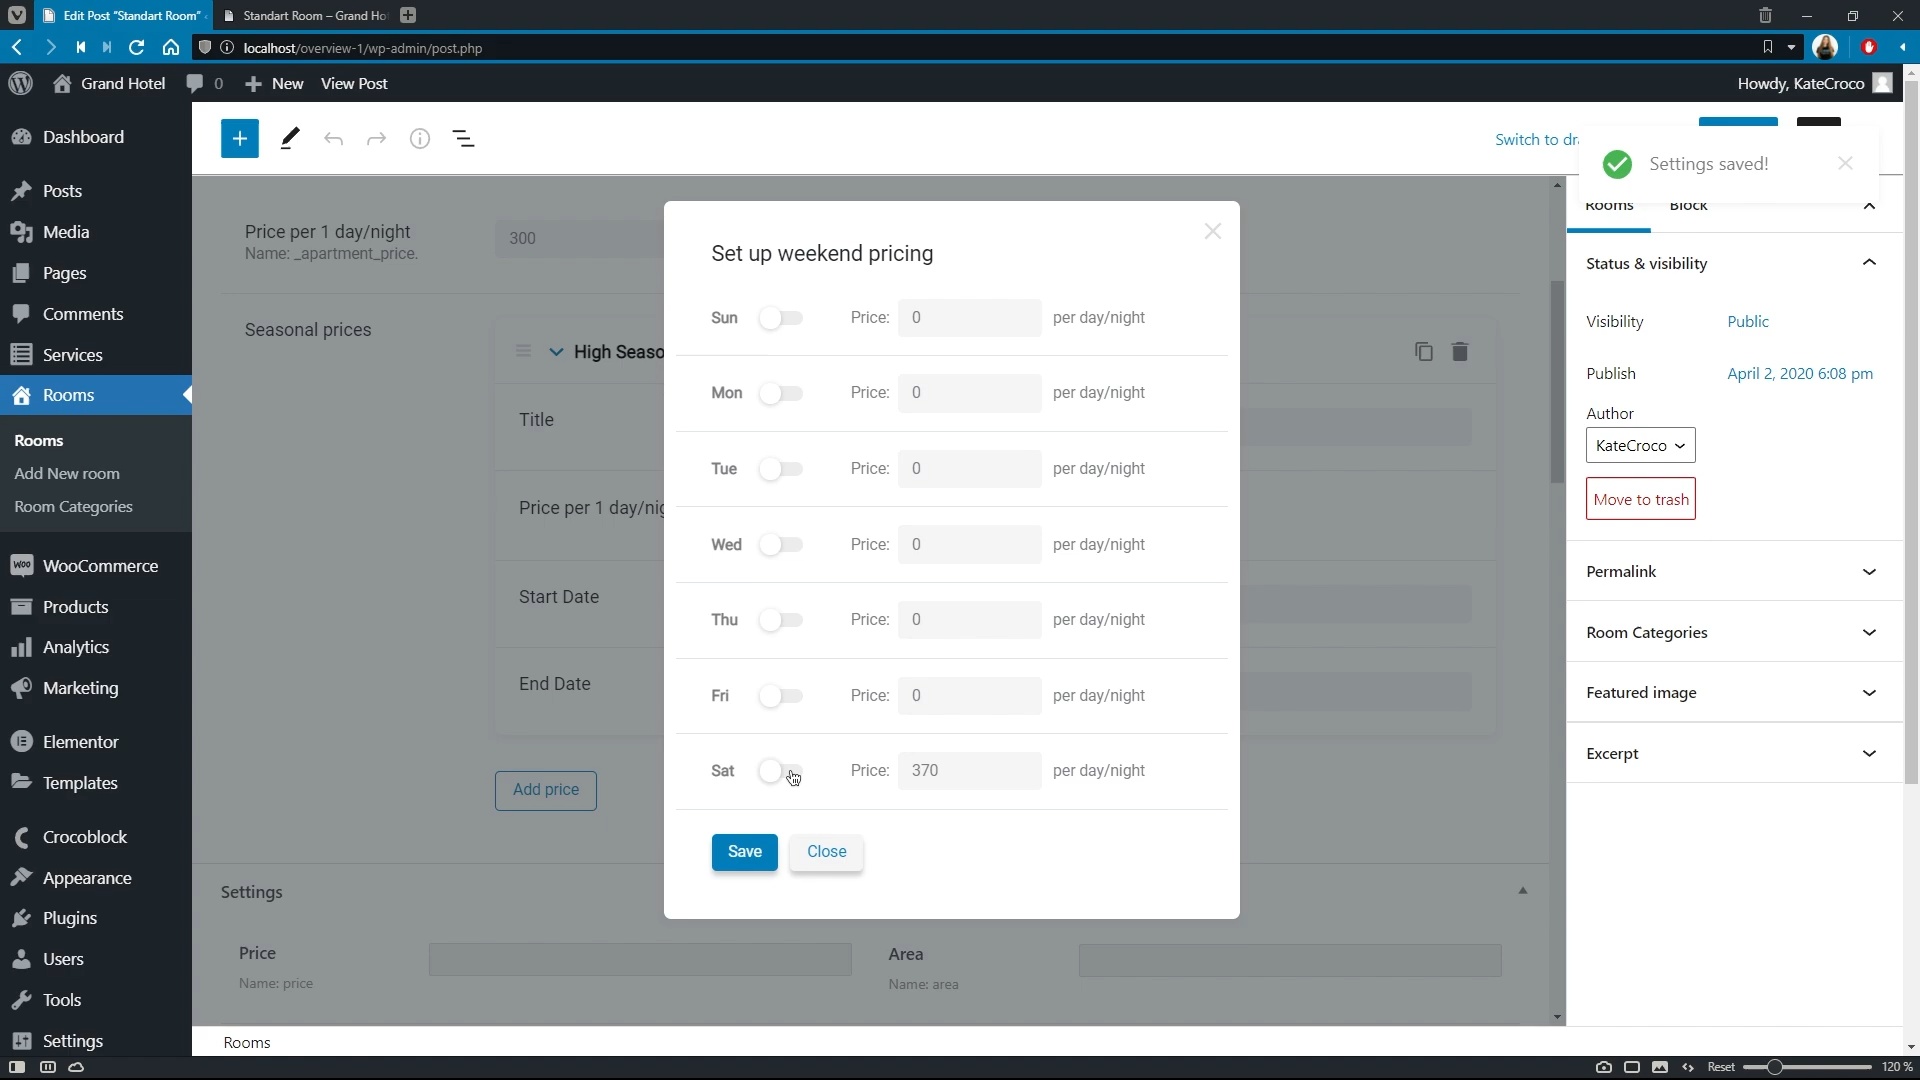 Edit Post "Standart Room"
Standart Room – Grand Ho
localhost/overview-1/wp-admin/post.php
Grand Hotel
0
New
View Post
Howdy, KateCroco
Dashboard
Posts
Media
Pages
Comments
Services
Rooms
Rooms
Add New room
Room Categories
WooCommerce
Products
Analytics
Marketing
Elementor
Templates
Crocoblock
Appearance
Plugins
Users
Tools
Settings
Switch to dra
Settings saved!
Price per 1 day/night
Name: _apartment_price.
300
Seasonal prices
High Seaso
Title
Price per 1 day/nig
Start Date
End Date
Add price
Set up weekend pricing
Sun Price: 0 per day/night
Mon Price: 0 per day/night
Tue Price: 0 per day/night
Wed Price: 0 per day/night
Thu Price: 0 per day/night
Fri Price: 0 per day/night
Sat Price: 370 per day/night
Save
Close
Settings
Price
Name: price
Area
Name: area
Rooms
Rooms
Block
Status & visibility
Visibility
Public
Publish
April 2, 2020 6:08 pm
Author
KateCroco
Move to trash
Permalink
Room Categories
Featured image
Excerpt
Reset
120 %